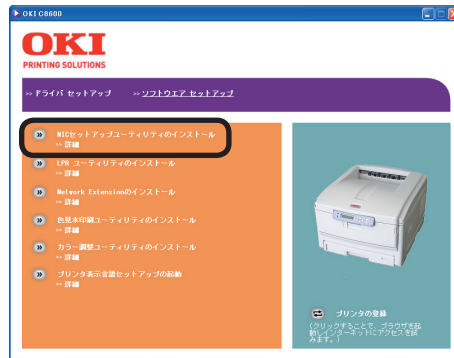 OKI C8600
OKI
PRINTING SOLUTIONS
>> ドライバ セットアップ >> ソフトウエア セットアップ
NICセットアップユーティリティのインストール
>> 詳細
LPR ユーティリティのインストール
>> 詳細
Network Extensionのインストール
>> 詳細
色見本印刷ユーティリティのインストール
>> 詳細
カラー調整ユーティリティのインストール
>> 詳細
プリンタ表示言語セットアップの起動
>> 詳細
プリンタの登録
(クリックすることで、ブラウザを起
動しインターネットにアクセスを試
みます。)